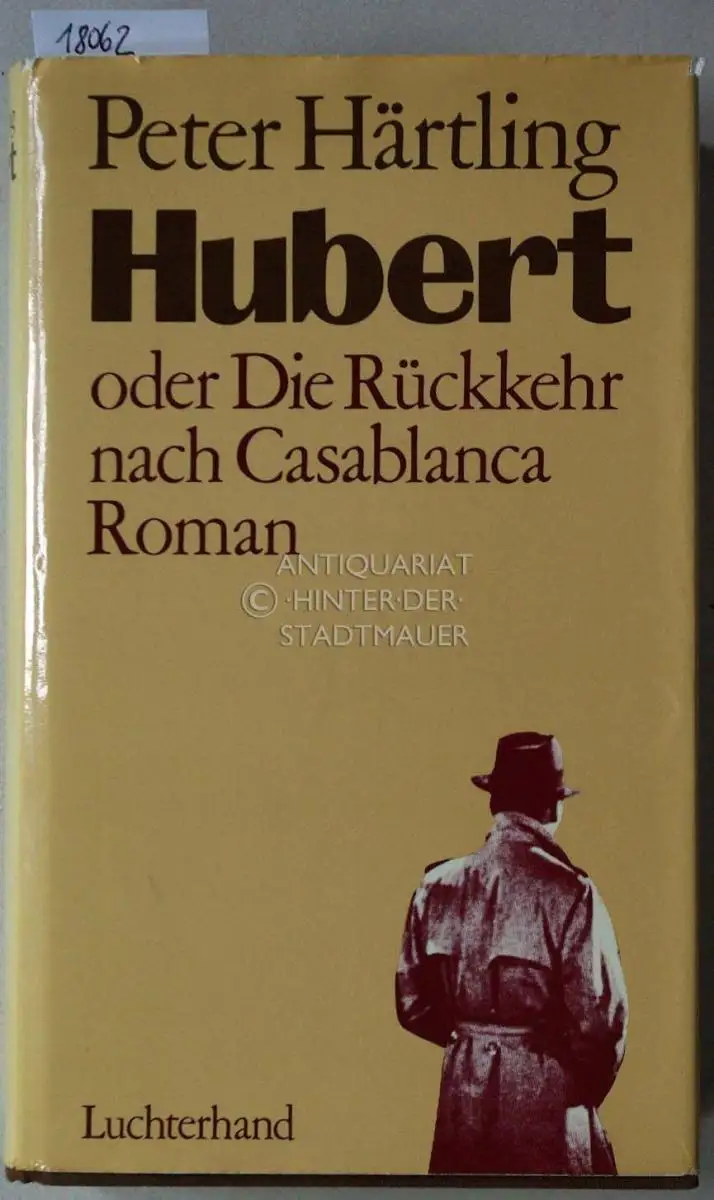 18062
Peter Härtling
Hubert
oder Die Rückkehr
nach Casablanca
Roman
ANTIQUARIAT
© ·HINTER·DER·
STADTMAUER
Luchterhand